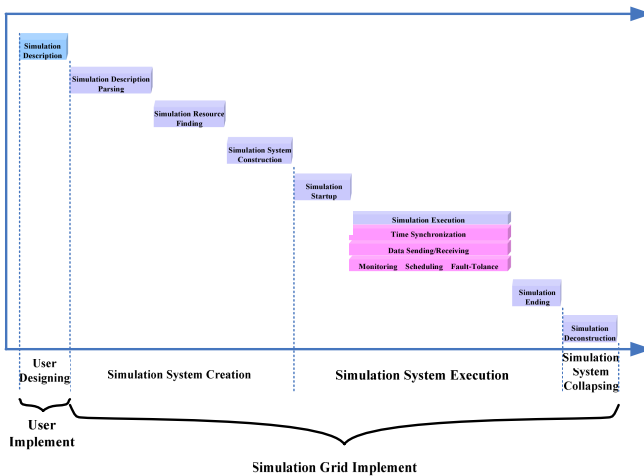 Simulation
Description
Simulation Description
Parsing
Simulation Resource
Finding
Simulation System
Construction
Simulation
Startup
Simulation Execution
Time Synchronization
Data Sending/Receiving
Monitoring Scheduling Fault-Tolance
Simulation
Ending
Simulation
Deconstruction
User
Designing
Simulation System Creation
Simulation System Execution
Simulation
System
Collapsing
User
Implement
Simulation Grid Implement